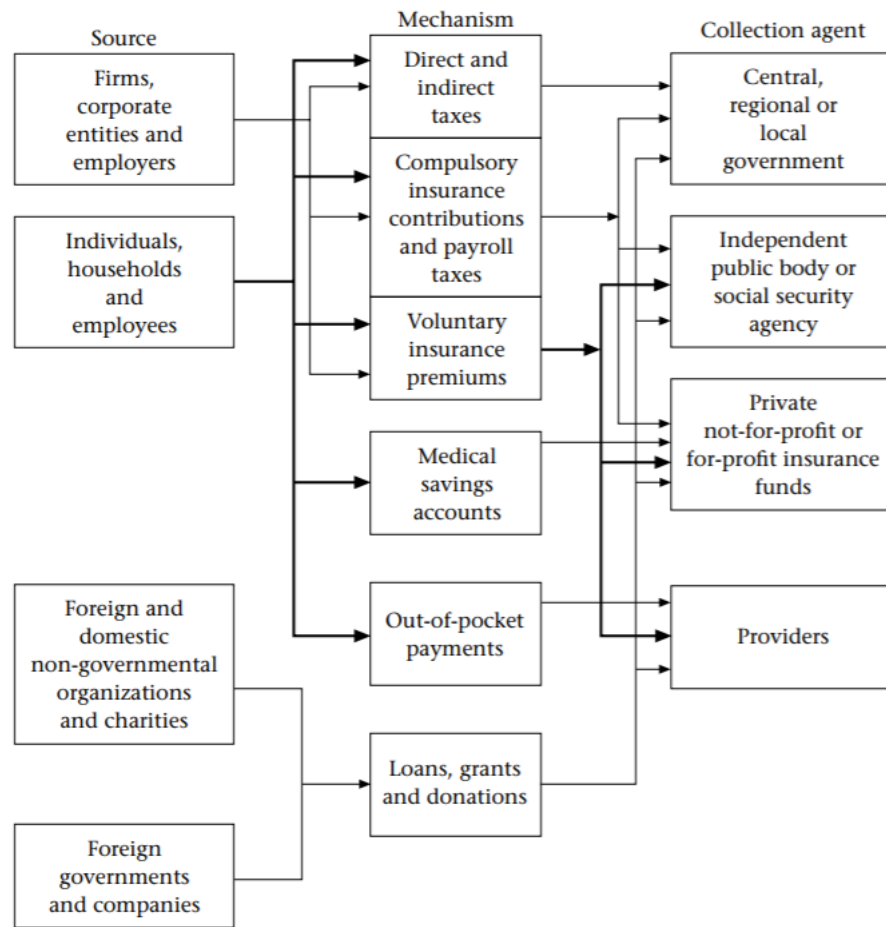 Source
Firms,
corporate
entities and
employers
Individuals,
households
and
employees
Foreign and
domestic
non-governmental
organizations
and charities
Foreign
governments
and companies
Mechanism
Direct and
indirect
taxes
Compulsory
insurance
contributions
and payroll
taxes
Voluntary
insurance
premiums
Medical
savings
accounts
Out-of-pocket
payments
Loans, grants
and donations
Collection agent
Central,
regional or
local
government
Independent
public body or
social security
agency
Private
not-for-profit or
for-profit insurance
funds
Providers